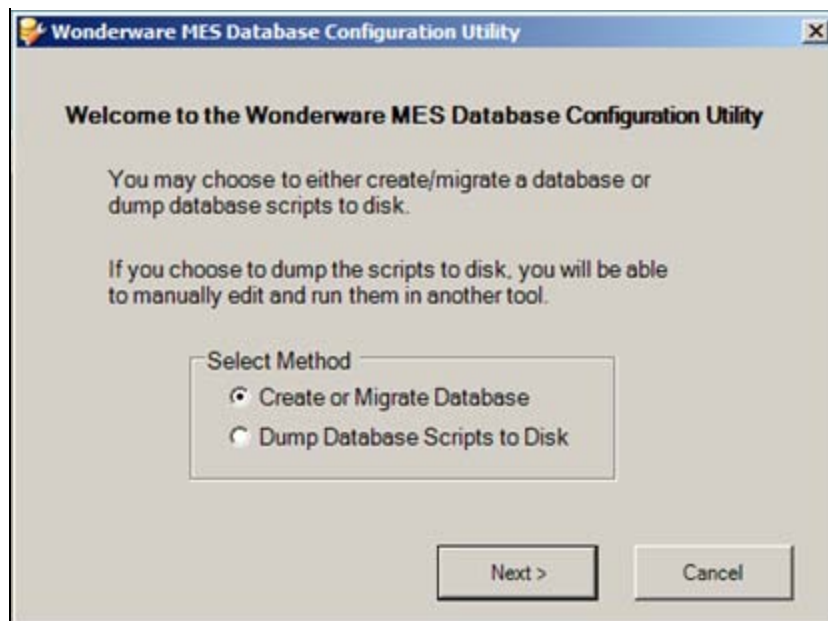 Wonderware MES Database Configuration Utility
Welcome to the Wonderware MES Database Configuration Utility
You may choose to either create/migrate a database or
dump database scripts to disk.
If you choose to dump the scripts to disk, you will be able
to manually edit and run them in another tool.
Select Method
Create or Migrate Database
Dump Database Scripts to Disk
Next >
Cancel